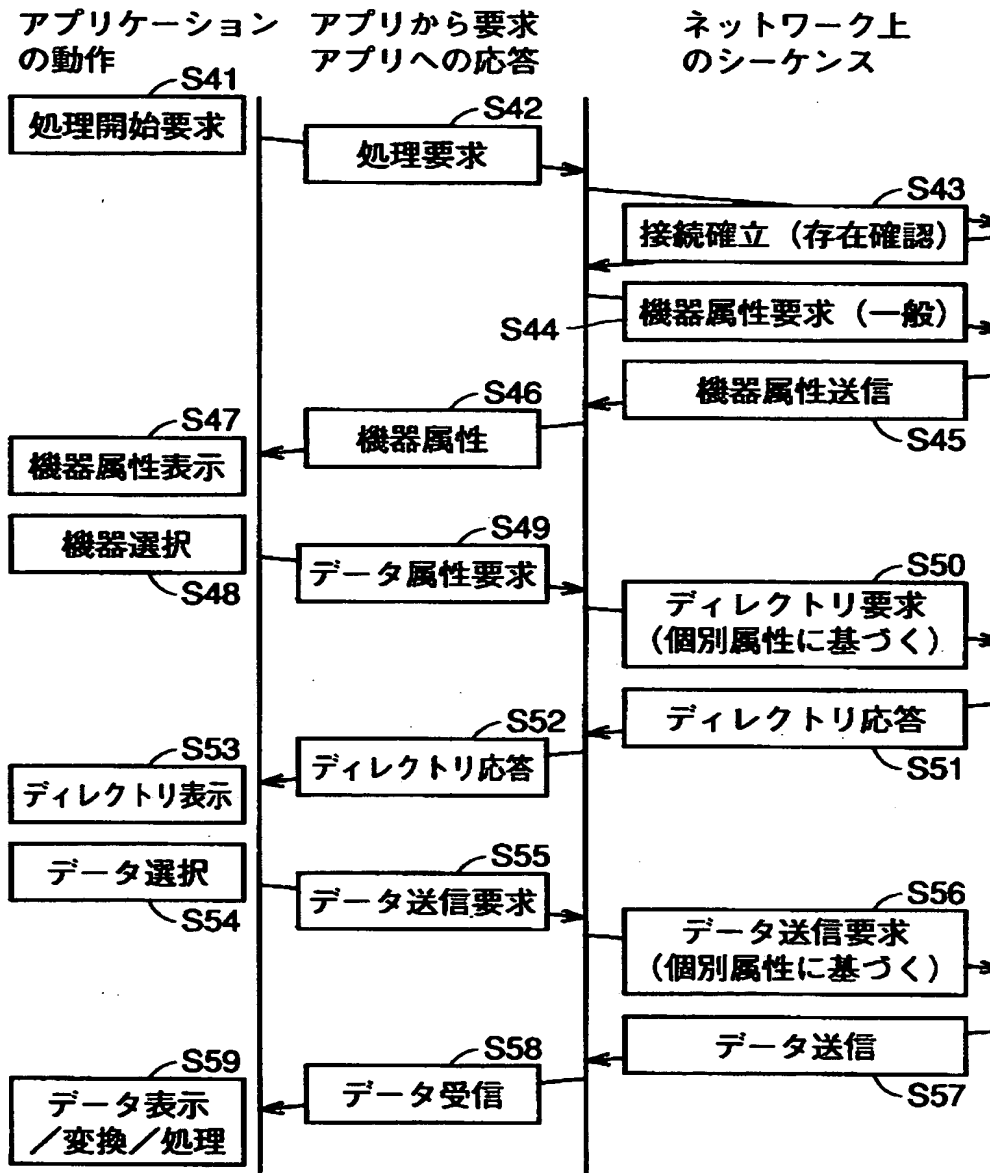 アプリケーション
の動作
アプリから要求
アプリへの応答
ネットワーク上
のシーケンス
S41
処理開始要求
S42
処理要求
S43
接続確立（存在確認）
S44
機器属性要求（一般）
機器属性送信
S45
S46
機器属性
S47
機器属性表示
機器選択
S48
S49
データ属性要求
S50
ディレクトリ要求
（個別属性に基づく）
ディレクトリ応答
S51
S52
ディレクトリ応答
S53
ディレクトリ表示
データ選択
S54
S55
データ送信要求
S56
データ送信要求
（個別属性に基づく）
データ送信
S57
S58
データ受信
S59
データ表示
／変換／処理